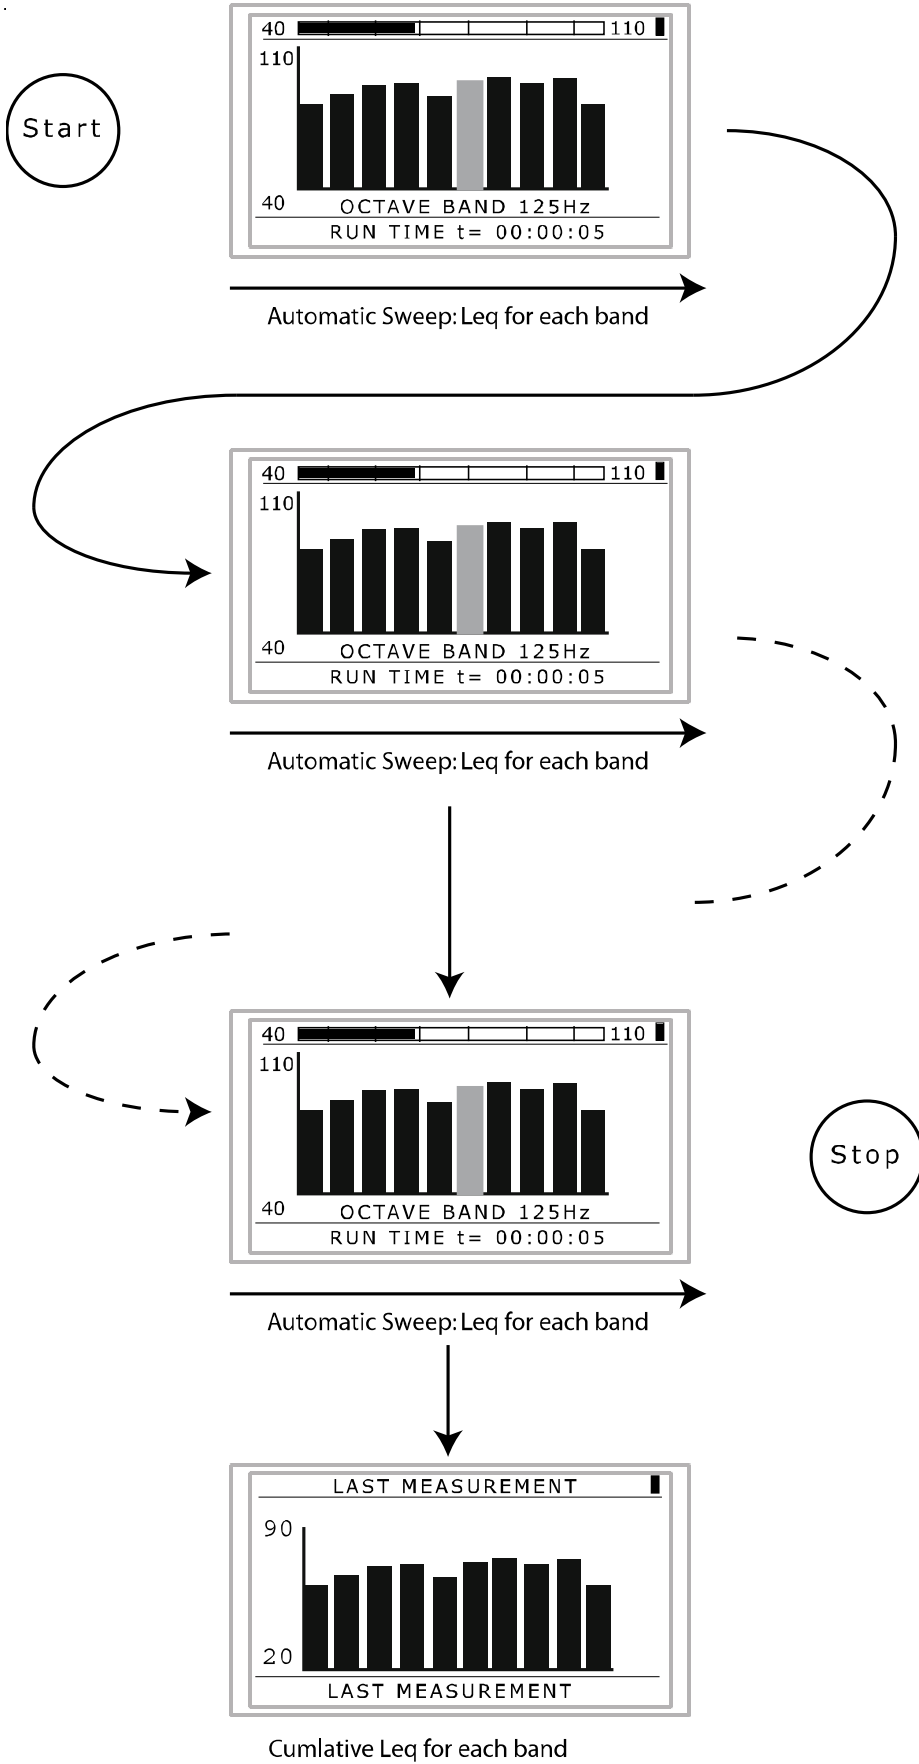 Start
40 110
110
40
OCTAVE BAND 125Hz
RUN TIME t= 00:00:05
Automatic Sweep: Leq for each band
40 110
110
40
OCTAVE BAND 125Hz
RUN TIME t= 00:00:05
Automatic Sweep: Leq for each band
40 110
110
40
OCTAVE BAND 125Hz
RUN TIME t= 00:00:05
Stop
Automatic Sweep: Leq for each band
LAST MEASUREMENT
90
20
LAST MEASUREMENT
Cumlative Leq for each band